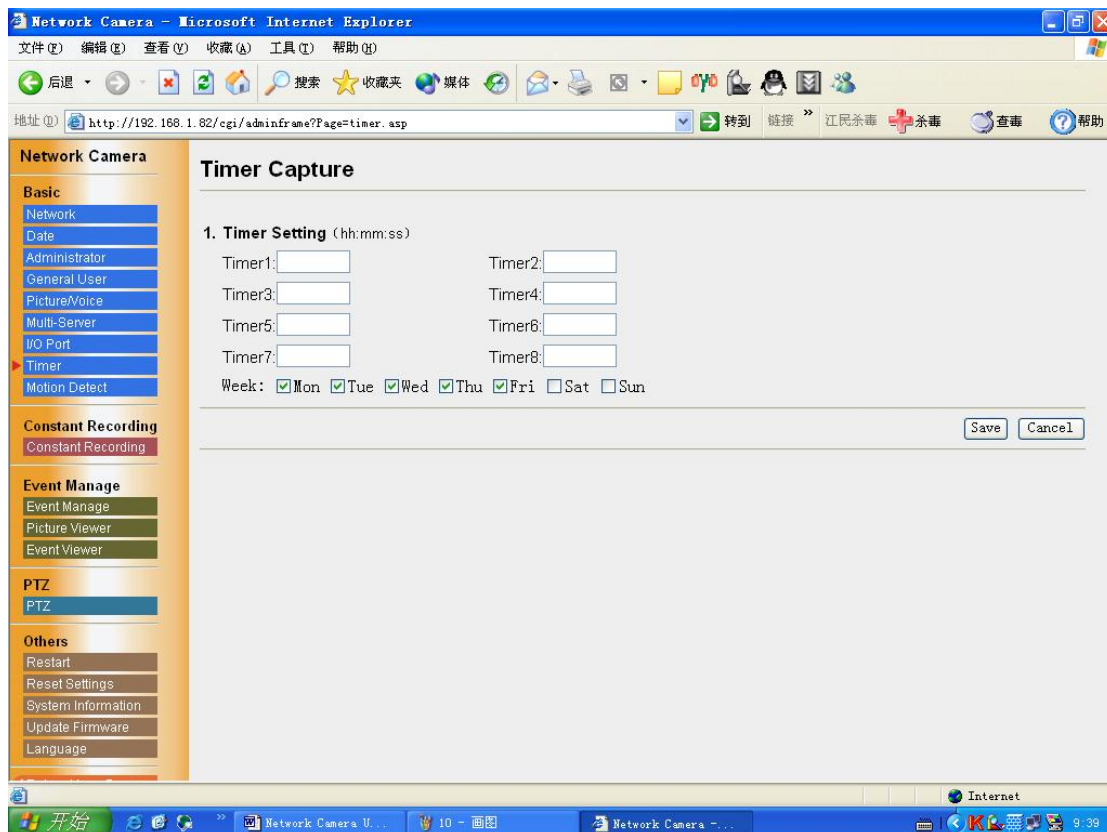 Network Camera - Microsoft Internet Explorer
文件(F) 编辑(E) 查看(V) 收藏(A) 工具(T) 帮助(H)
后退 搜索 收藏夹 媒体
地址(D) http://192.168.1.82/cgi/adminframe?Page=timer.asp 转到 链接 » 江民杀毒 杀毒 查毒 帮助
Network Camera
Basic
Network
Date
Administrator
General User
Picture/Voice
Multi-Server
I/O Port
Timer
Motion Detect
Constant Recording
Constant Recording
Event Manage
Event Manage
Picture Viewer
Event Viewer
PTZ
PTZ
Others
Restart
Reset Settings
System Information
Update Firmware
Language
Timer Capture
1. Timer Setting (hh:mm:ss)
Timer1: Timer2:
Timer3: Timer4:
Timer5: Timer6:
Timer7: Timer8:
Week: Mon Tue Wed Thu Fri Sat Sun
Save Cancel
Internet
开始 » Network Camera U... 10 - 画图 Network Camera -... 9:39